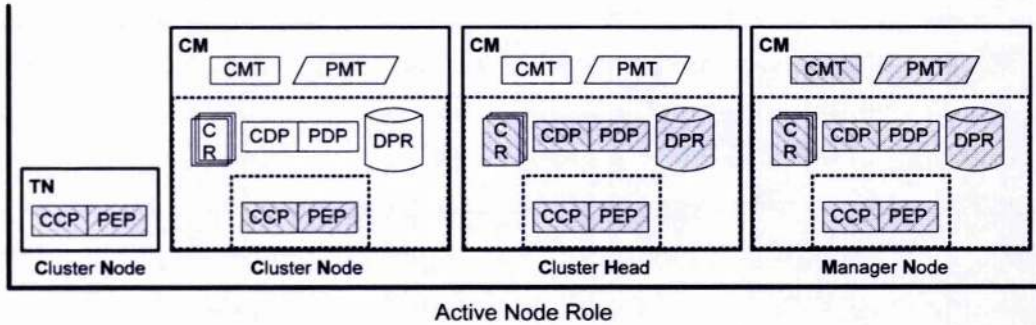 CM CM CM
CMT PMT CMT PMT CMT PMT
C R CDP PDP DPR C R CDP PDP DPR C R CDP PDP DPR
TN
CCP PEP CCP PEP CCP PEP CCP PEP
Cluster Node Cluster Node Cluster Head Manager Node
Active Node Role